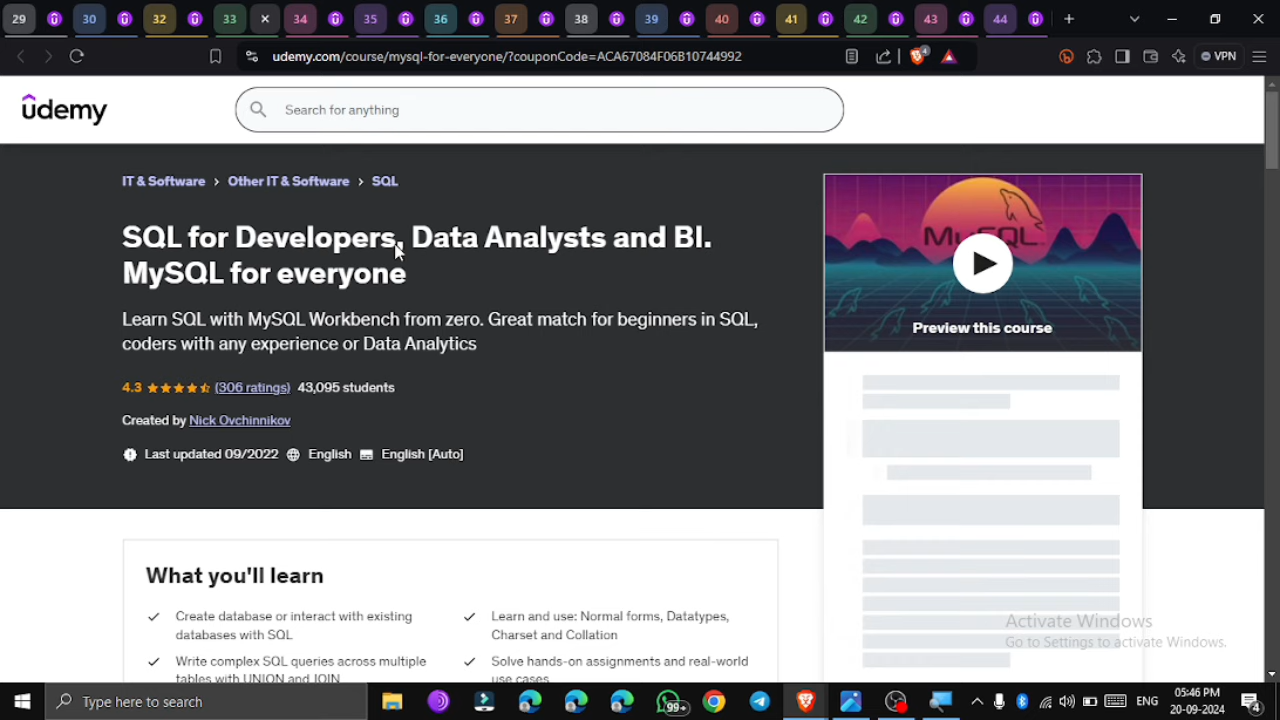 29 30 32 33 34 35 36 37 38 39 40 41 42 43 44
udemy.com/course/mysql-for-everyone/?couponCode=ACA67084F06B10744992
4
VPN
ûdemy
Search for anything
IT & Software > Other IT & Software > SQL
SQL for Developers, Data Analysts and BI.
MySQL for everyone
Learn SQL with MySQL Workbench from zero. Great match for beginners in SQL,
coders with any experience or Data Analytics
4.3 (306 ratings) 43,095 students
Created by Nick Ovchinnikov
Last updated 09/2022 English English [Auto]
MySQL
Preview this course
What you'll learn
Create database or interact with existing
databases with SQL
Learn and use: Normal forms, Datatypes,
Charset and Collation
Write complex SQL queries across multiple
tables with UNION and JOIN
Solve hands-on assignments and real-world
use cases
Activate Windows
Go to Settings to activate Windows.
Type here to search
99+
ENG
05:46 PM
20-09-2024
4